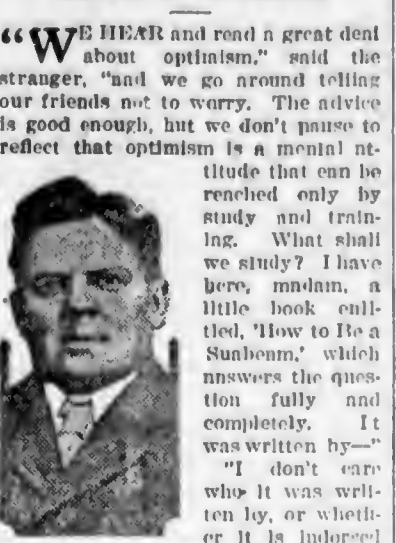 “WE HEAR and read a great deal
about optimism,” said the
stranger, “and we go around telling
our friends not to worry. The advice
is good enough, but we don't pause to
reflect that optimism is a mental at-
titude that can be
reached only by
study and train-
ing. What shall
we study? I have
here, madam, a
little book enti-
tled, 'How to Be a
Sunbeam,' which
answers the ques-
tion fully and
completely. It
was written by—”
“I don't care
who it was writ-
ten by, or wheth-
er it is indorsed